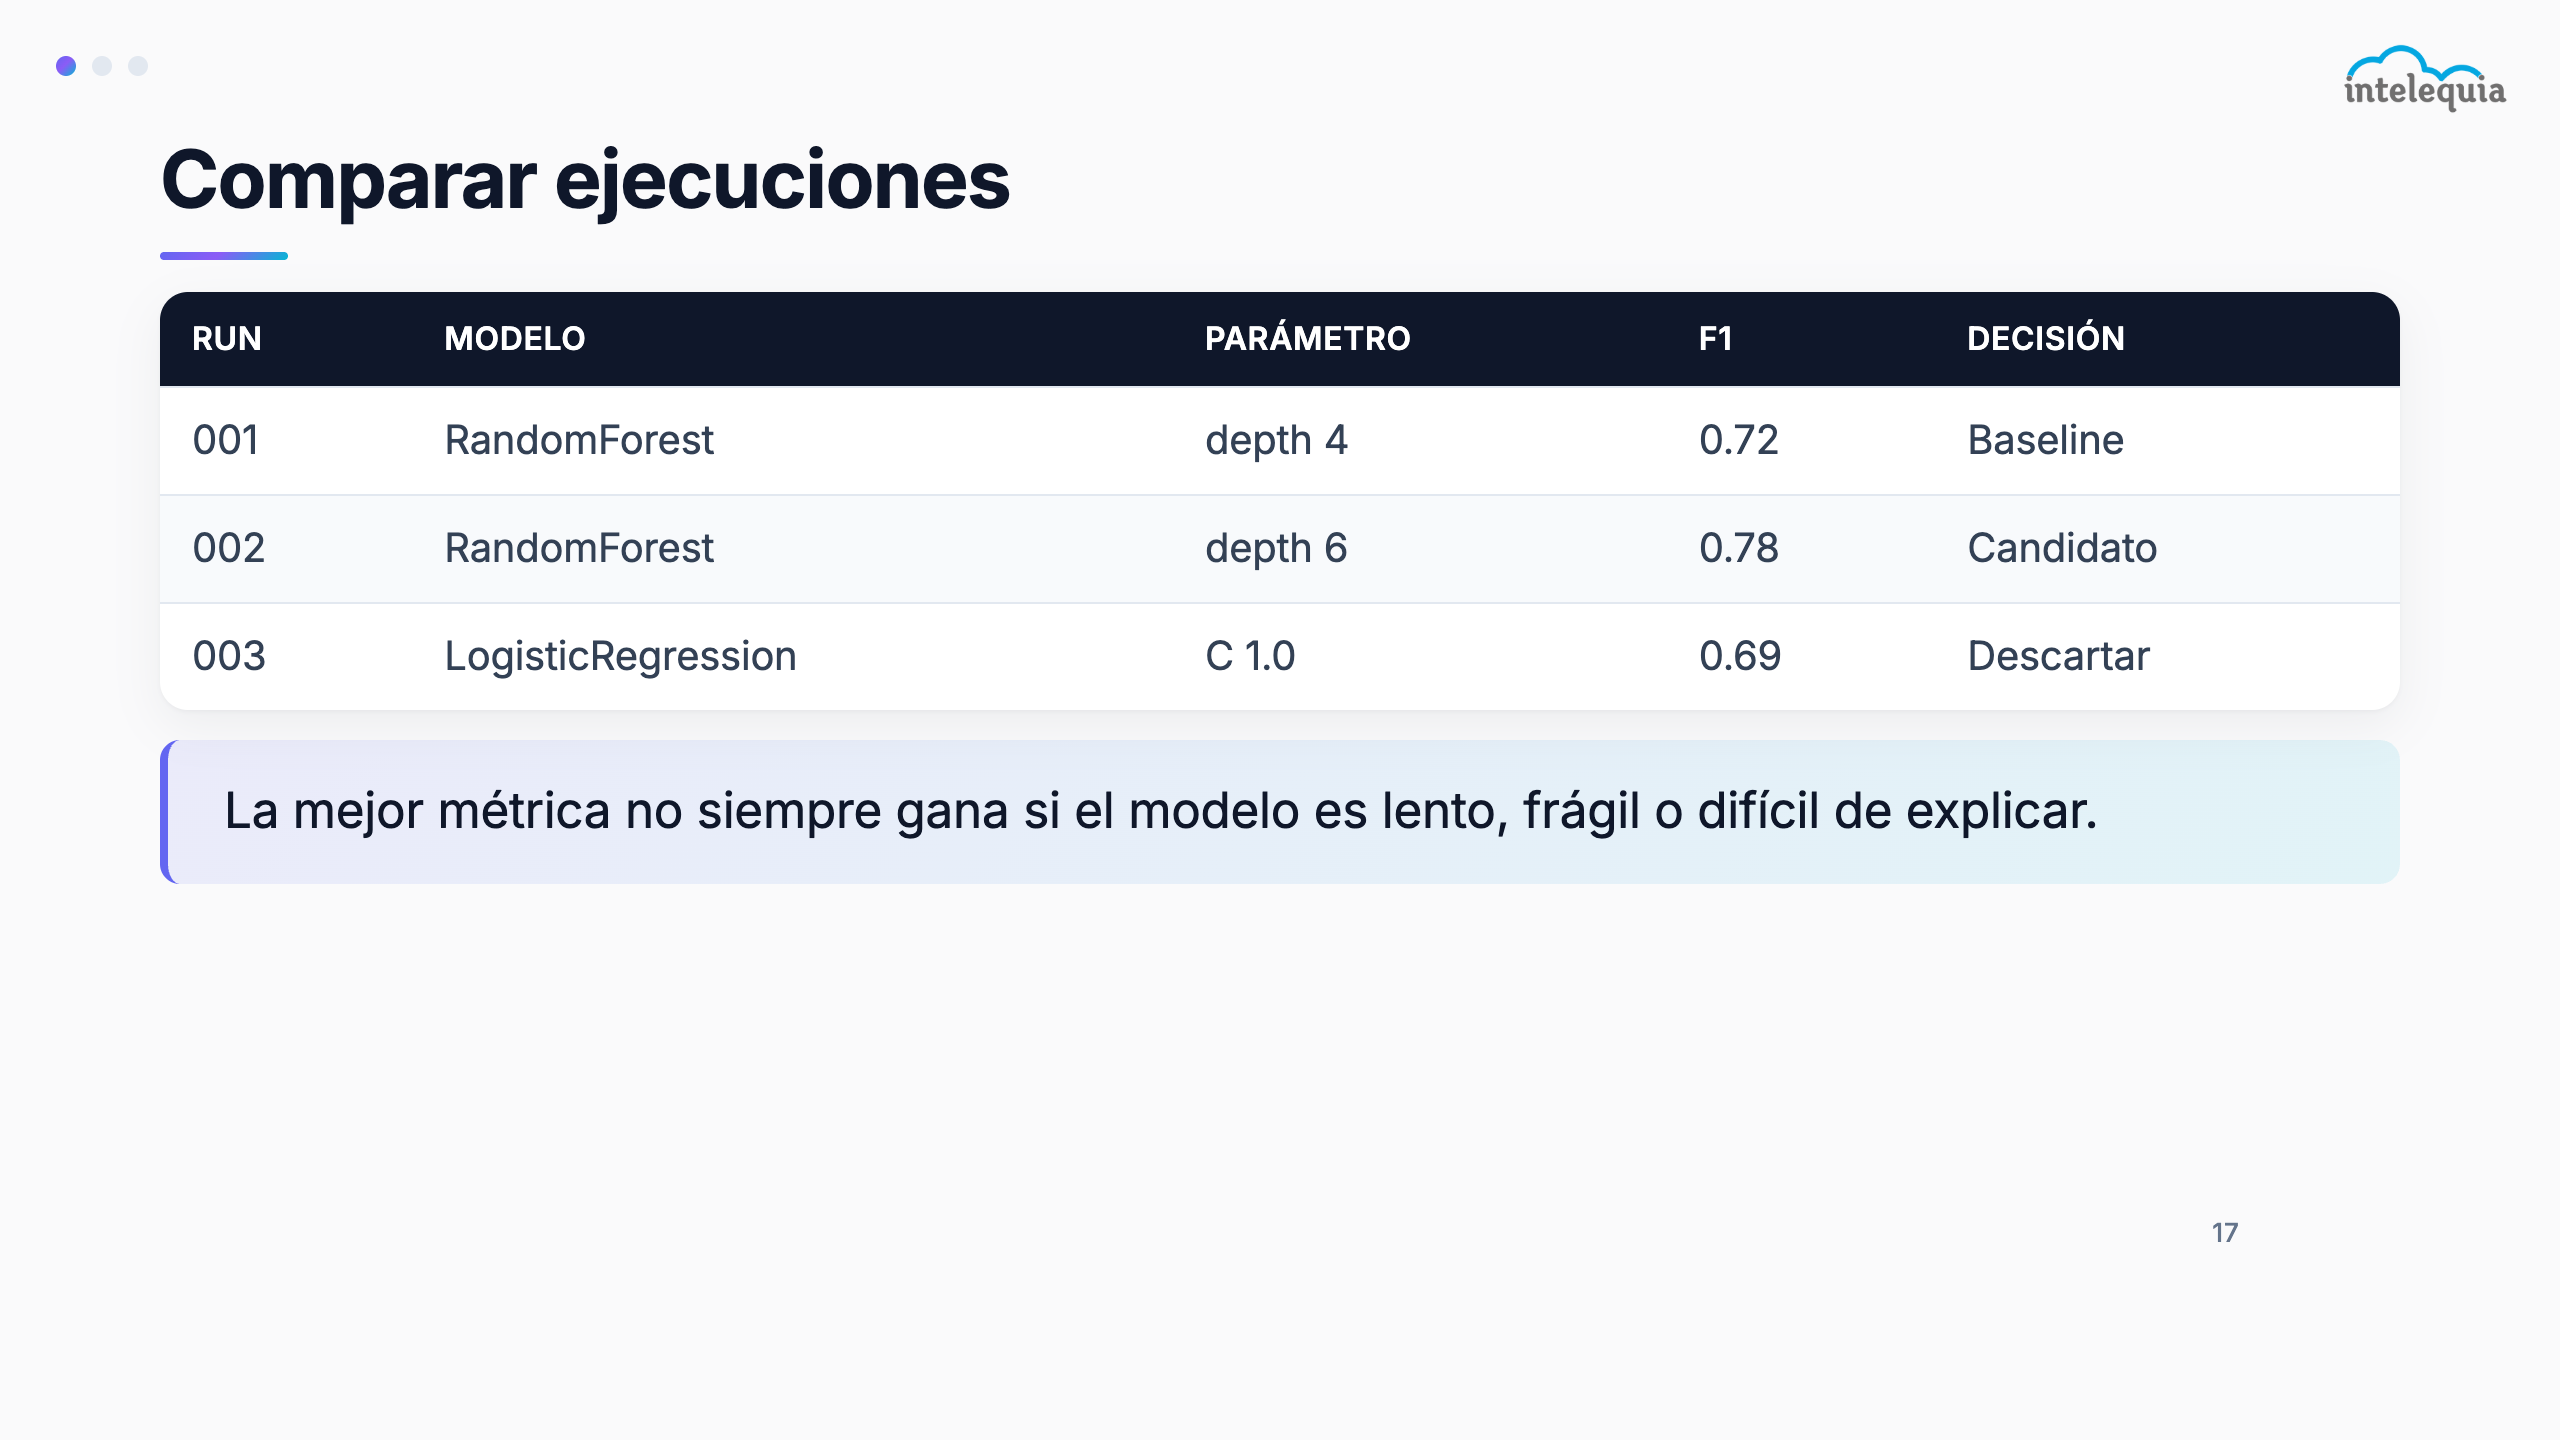 intelequia
Comparar ejecuciones
RUN MODELO PARÁMETRO F1 DECISIÓN
001 RandomForest depth 4 0.72 Baseline
002 RandomForest depth 6 0.78 Candidato
003 LogisticRegression C 1.0 0.69 Descartar
La mejor métrica no siempre gana si el modelo es lento, frágil o difícil de explicar.
17